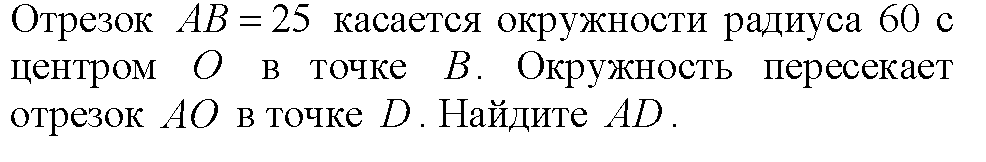 Отрезок AB = 25 касается окружности радиуса 60 с
центром O в точке B. Окружность пересекает
отрезок AO в точке D. Найдите AD.